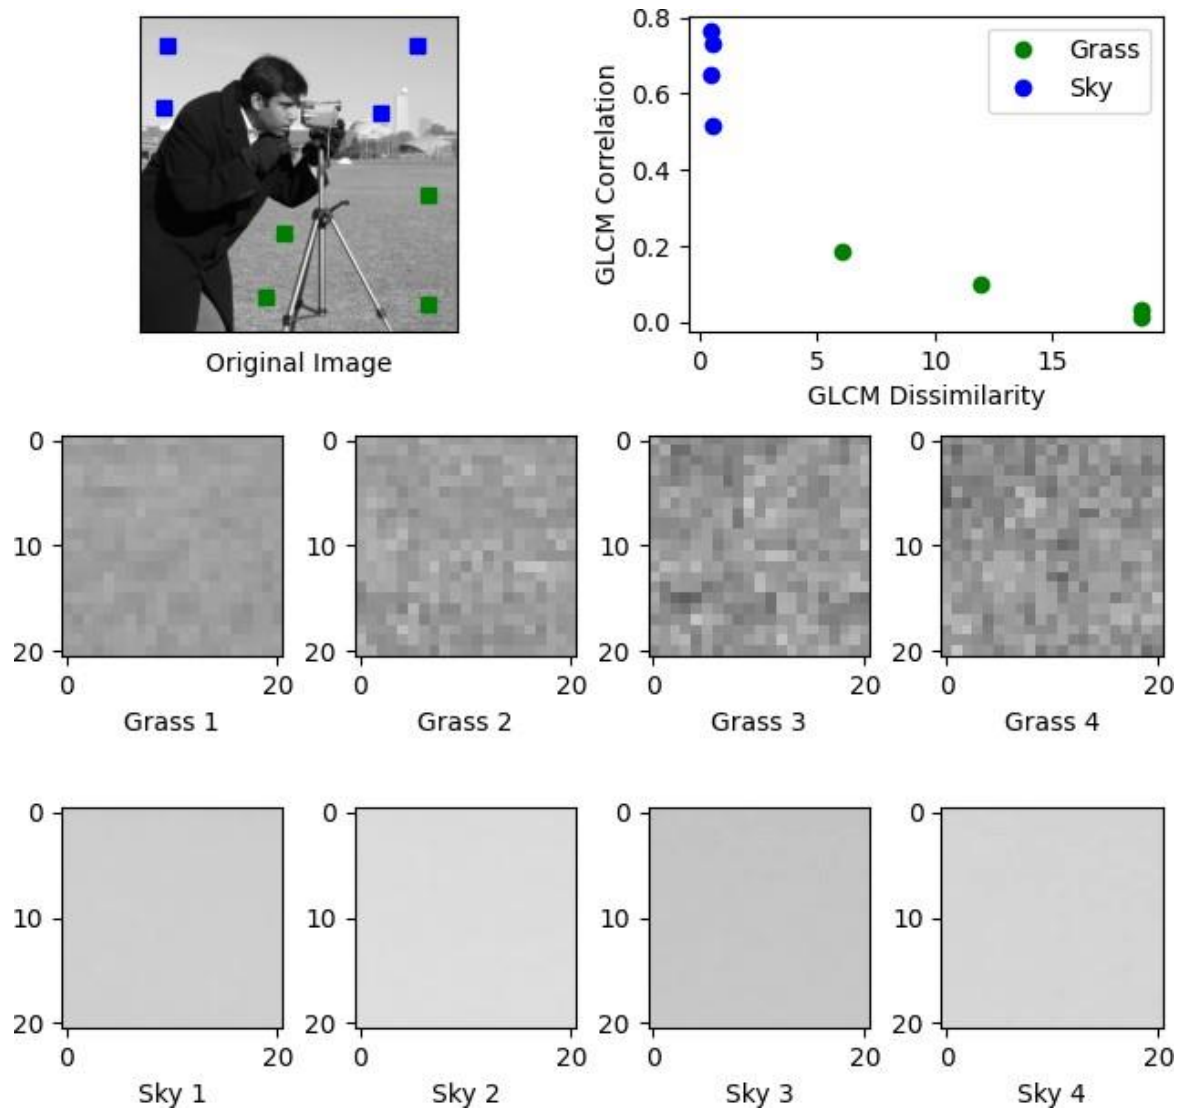 Original Image
0.8
0.6
0.4
0.2
0.0
GLCM Correlation
Grass
Sky
0 5 10 15
GLCM Dissimilarity
0
10
20
0 20
Grass 1
0
10
20
0 20
Grass 2
0
10
20
0 20
Grass 3
0
10
20
0 20
Grass 4
0
10
20
0 20
Sky 1
0
10
20
0 20
Sky 2
0
10
20
0 20
Sky 3
0
10
20
0 20
Sky 4